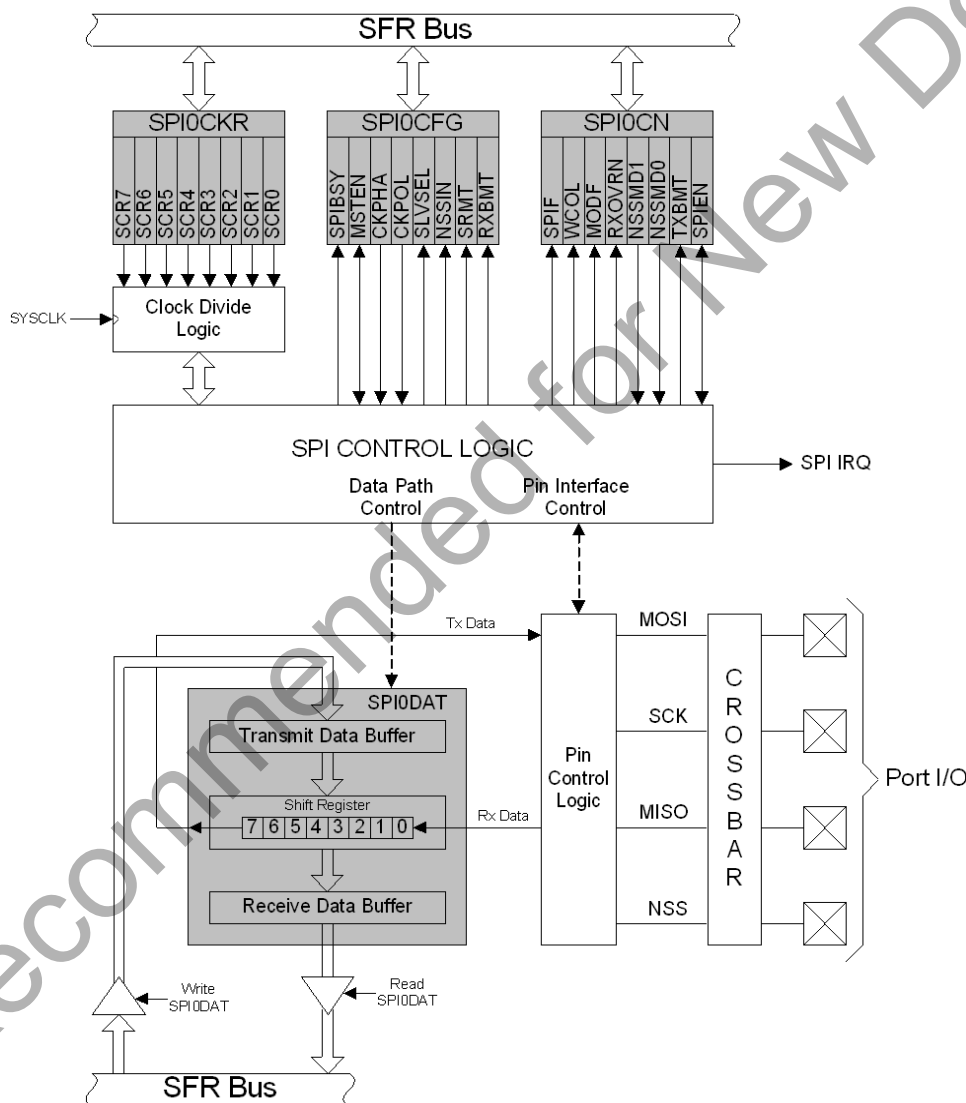 SFR Bus
SPI0CKR
SCR7
SCR6
SCR5
SCR4
SCR3
SCR2
SCR1
SCR0
SPI0CFG
SPIBSY
MSTEN
CKPHA
CKPOL
SLVSEL
NSSIN
SRMT
RXBMT
SPI0CN
SPIF
WCOL
MODF
RXOVRN
NSSMD1
NSSMD0
TXBMT
SPIEN
SYSCLK
Clock Divide
Logic
SPI CONTROL LOGIC
Data Path
Control
Pin Interface
Control
SPI IRQ
Tx Data
SPI0DAT
Transmit Data Buffer
Shift Register
7 6 5 4 3 2 1 0
Rx Data
Receive Data Buffer
Pin
Control
Logic
MOSI
SCK
MISO
NSS
CROSSBAR
Port I/O
Write
SPI0DAT
Read
SPI0DAT
SFR Bus
ecommended for New De